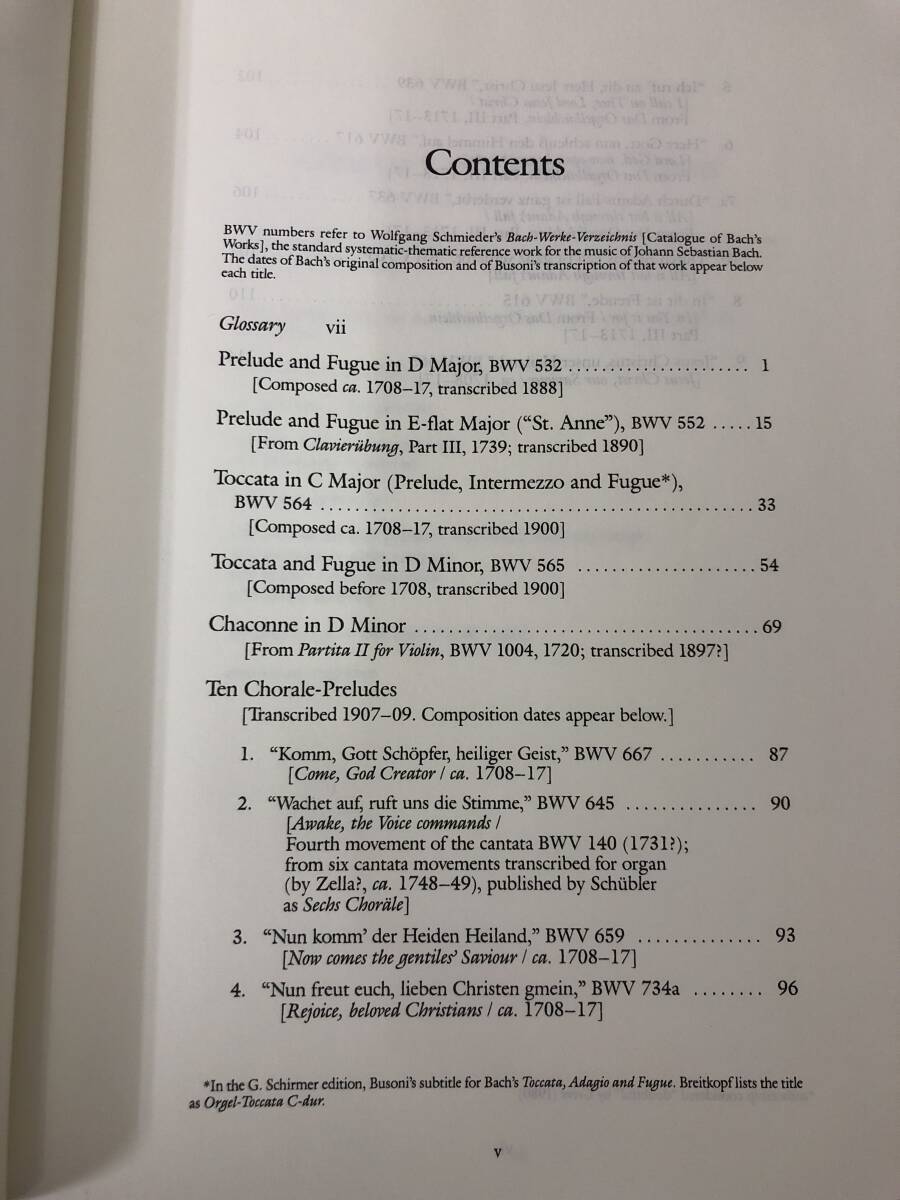 Contents
BWV numbers refer to Wolfgang Schmieder's Bach-Werke-Verzeichnis [Catalogue of Bach's
Works], the standard systematic-thematic reference work for the music of Johann Sebastian Bach.
The dates of Bach's original composition and of Busoni's transcription of that work appear below
each title.
Glossary vii
Prelude and Fugue in D Major, BWV 532 ........................ 1
[Composed ca. 1708–17, transcribed 1888]
Prelude and Fugue in E-flat Major (“St. Anne”), BWV 552 ..... 15
[From Clavierübung, Part III, 1739; transcribed 1890]
Toccata in C Major (Prelude, Intermezzo and Fugue*),
BWV 564 .................................................. 33
[Composed ca. 1708–17, transcribed 1900]
Toccata and Fugue in D Minor, BWV 565 ..................... 54
[Composed before 1708, transcribed 1900]
Chaconne in D Minor ........................................ 69
[From Partita II for Violin, BWV 1004, 1720; transcribed 1897?]
Ten Chorale-Preludes
[Transcribed 1907–09. Composition dates appear below.]
1. “Komm, Gott Schöpfer, heiliger Geist,” BWV 667 ........... 87
[Come, God Creator / ca. 1708–17]
2. “Wachet auf, ruft uns die Stimme,” BWV 645 ............... 90
[Awake, the Voice commands /
Fourth movement of the cantata BWV 140 (1731?);
from six cantata movements transcribed for organ
(by Zella?, ca. 1748–49), published by Schübler
as Sechs Choräle]
3. “Nun komm' der Heiden Heiland,” BWV 659 .............. 93
[Now comes the gentiles' Saviour / ca. 1708–17]
4. “Nun freut euch, lieben Christen gmein,” BWV 734a ........ 96
[Rejoice, beloved Christians / ca. 1708–17]
*In the G. Schirmer edition, Busoni's subtitle for Bach's Toccata, Adagio and Fugue. Breitkopf lists the title
as Orgel-Toccata C-dur.
v